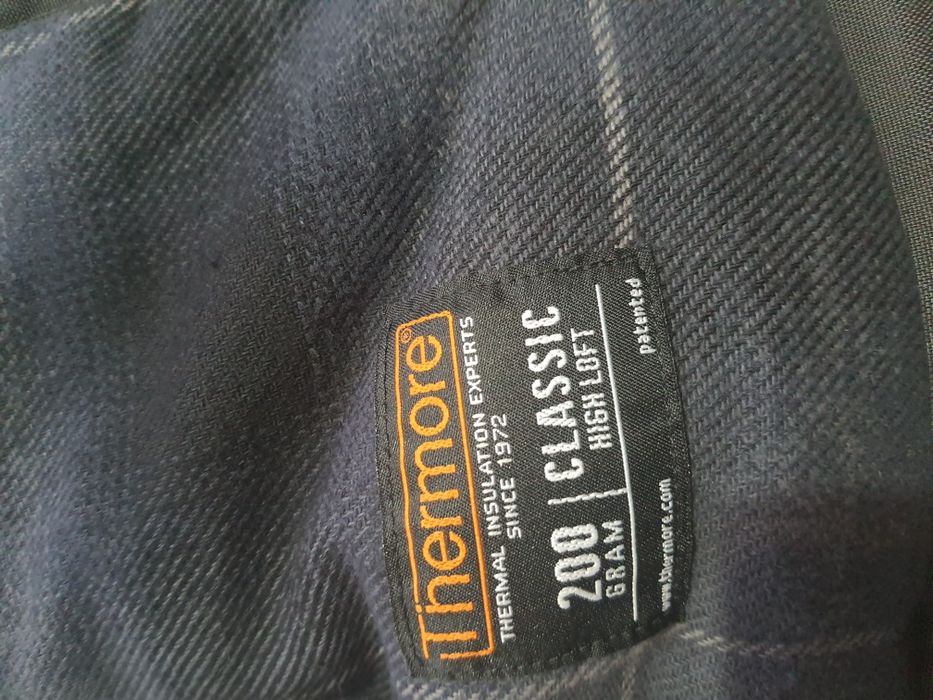 Thermore®
THERMAL INSULATION EXPERTS
SINCE 1972
200 | CLASSIC
GRAM HIGH LOFT
www.thermore.com patented